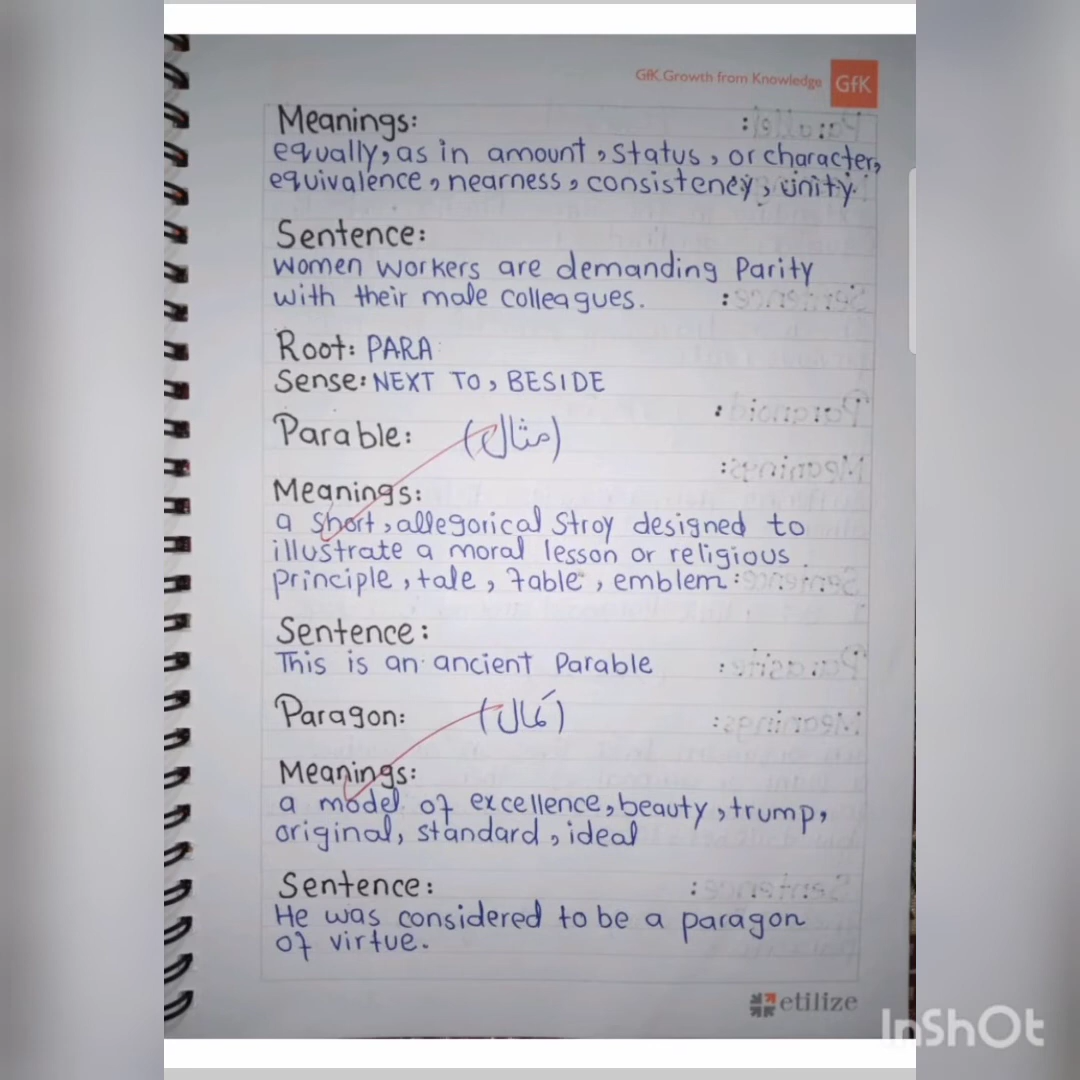 GfK. Growth from Knowledge GfK
Meanings:
equally, as in amount, status, or character,
equivalence, nearness, consisteney, unity.
Sentence:
Women workers are demanding Parity
with their male colleagues.
Root: PARA
Sense: NEXT TO, BESIDE
Parable: (مثال)
Meanings:
a short, allegorical Stroy designed to
illustrate a moral lesson or religious
principle, tale, fable, emblem
Sentence:
This is an ancient Parable
Paragon: (کمال)
Meanings:
a model of excellence, beauty, trump,
original, standard, ideal
Sentence:
He was considered to be a paragon
of virtue.
etilize
InShOt